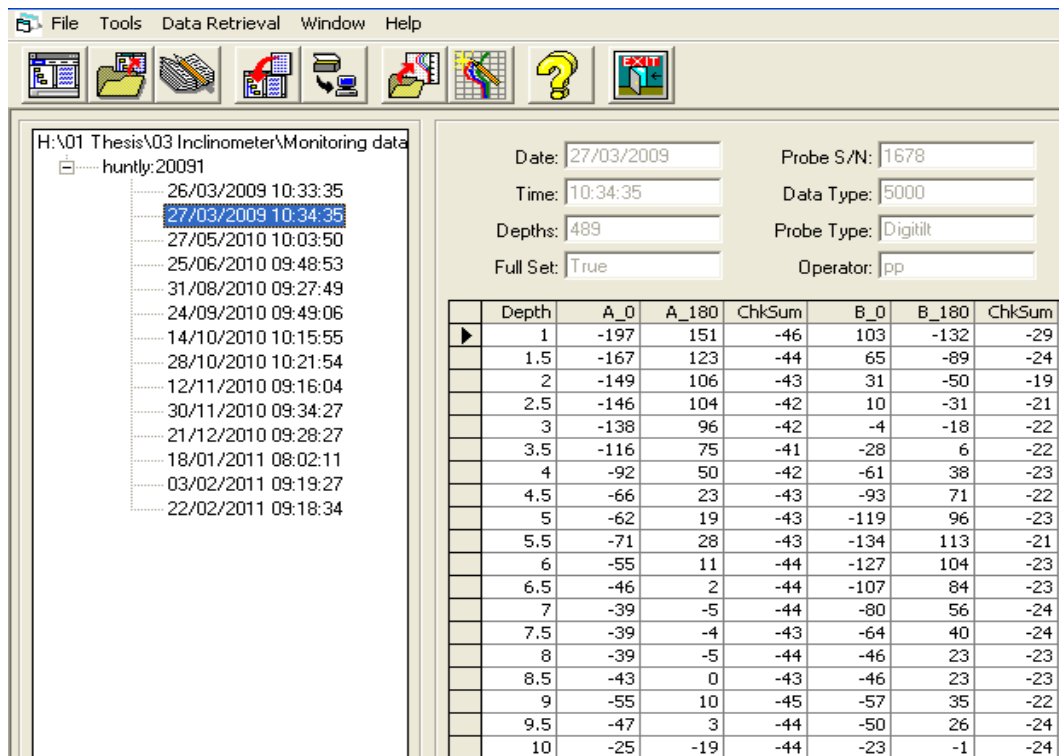 File Tools Data Retrieval Window Help
EXIT
H:\01 Thesis\03 Inclinometer\Monitoring data
huntly:20091
26/03/2009 10:33:35
27/03/2009 10:34:35
27/05/2010 10:03:50
25/06/2010 09:48:53
31/08/2010 09:27:49
24/09/2010 09:49:06
14/10/2010 10:15:55
28/10/2010 10:21:54
12/11/2010 09:16:04
30/11/2010 09:34:27
21/12/2010 09:28:27
18/01/2011 08:02:11
03/02/2011 09:19:27
22/02/2011 09:18:34
Date: 27/03/2009 Probe S/N: 1678
Time: 10:34:35 Data Type: 5000
Depths: 489 Probe Type: Digitilt
Full Set: True Operator: pp
Depth A_0 A_180 ChkSum B_0 B_180 ChkSum
1 -197 151 -46 103 -132 -29
1.5 -167 123 -44 65 -89 -24
2 -149 106 -43 31 -50 -19
2.5 -146 104 -42 10 -31 -21
3 -138 96 -42 -4 -18 -22
3.5 -116 75 -41 -28 6 -22
4 -92 50 -42 -61 38 -23
4.5 -66 23 -43 -93 71 -22
5 -62 19 -43 -119 96 -23
5.5 -71 28 -43 -134 113 -21
6 -55 11 -44 -127 104 -23
6.5 -46 2 -44 -107 84 -23
7 -39 -5 -44 -80 56 -24
7.5 -39 -4 -43 -64 40 -24
8 -39 -5 -44 -46 23 -23
8.5 -43 0 -43 -46 23 -23
9 -55 10 -45 -57 35 -22
9.5 -47 3 -44 -50 26 -24
10 -25 -19 -44 -23 -1 -24